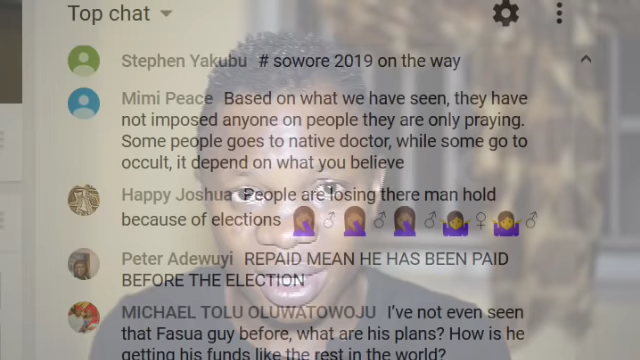 Top chat
Stephen Yakubu # sowore 2019 on the way
Mimi Peace Based on what we have seen, they have
not imposed anyone on people they are only praying.
Some people goes to native doctor, while some go to
occult, it depend on what you believe
Happy Joshua People are losing there man hold
because of elections 🤦🏾‍♂ 🤦🏾‍♂ 🤦🏾‍♂ 🤷🏾‍♀ 🤷‍♂
Peter Adewuyi REPAID MEAN HE HAS BEEN PAID
BEFORE THE ELECTION
MICHAEL TOLU OLUWATOWOJU I’ve not even seen
that Fasua guy before, what are his plans? How is he
getting his funds like the rest in the world?